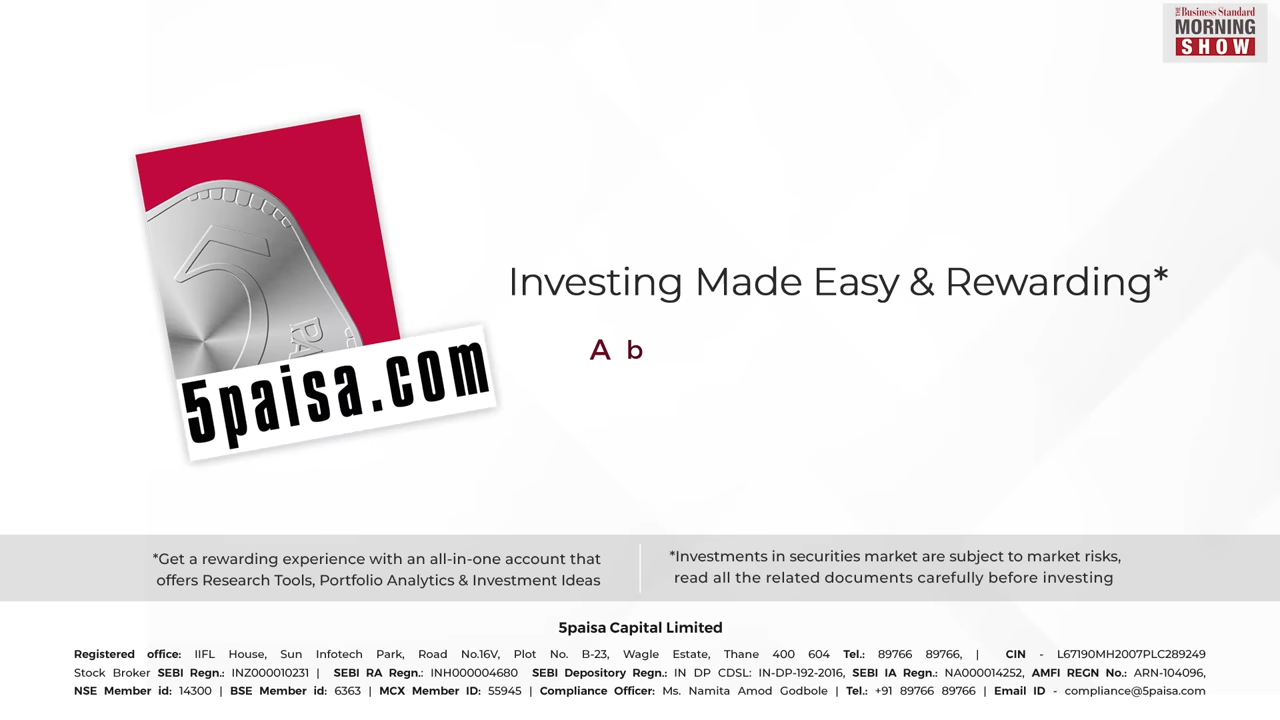 THE Business Standard
MORNING
SHOW
5
PA
5paisa.com
Investing Made Easy & Rewarding*
A b
*Get a rewarding experience with an all-in-one account that
offers Research Tools, Portfolio Analytics & Investment Ideas
*Investments in securities market are subject to market risks,
read all the related documents carefully before investing
5paisa Capital Limited
Registered office: IIFL House, Sun Infotech Park, Road No.16V, Plot No. B-23, Wagle Estate, Thane 400 604 Tel.: 89766 89766, | CIN - L67190MH2007PLC289249
Stock Broker SEBI Regn.: INZ000010231 | SEBI RA Regn.: INH000004680 SEBI Depository Regn.: IN DP CDSL: IN-DP-192-2016, SEBI IA Regn.: NA000014252, AMFI REGN No.: ARN-104096,
NSE Member id: 14300 | BSE Member id: 6363 | MCX Member ID: 55945 | Compliance Officer: Ms. Namita Amod Godbole | Tel.: +91 89766 89766 | Email ID - compliance@5paisa.com